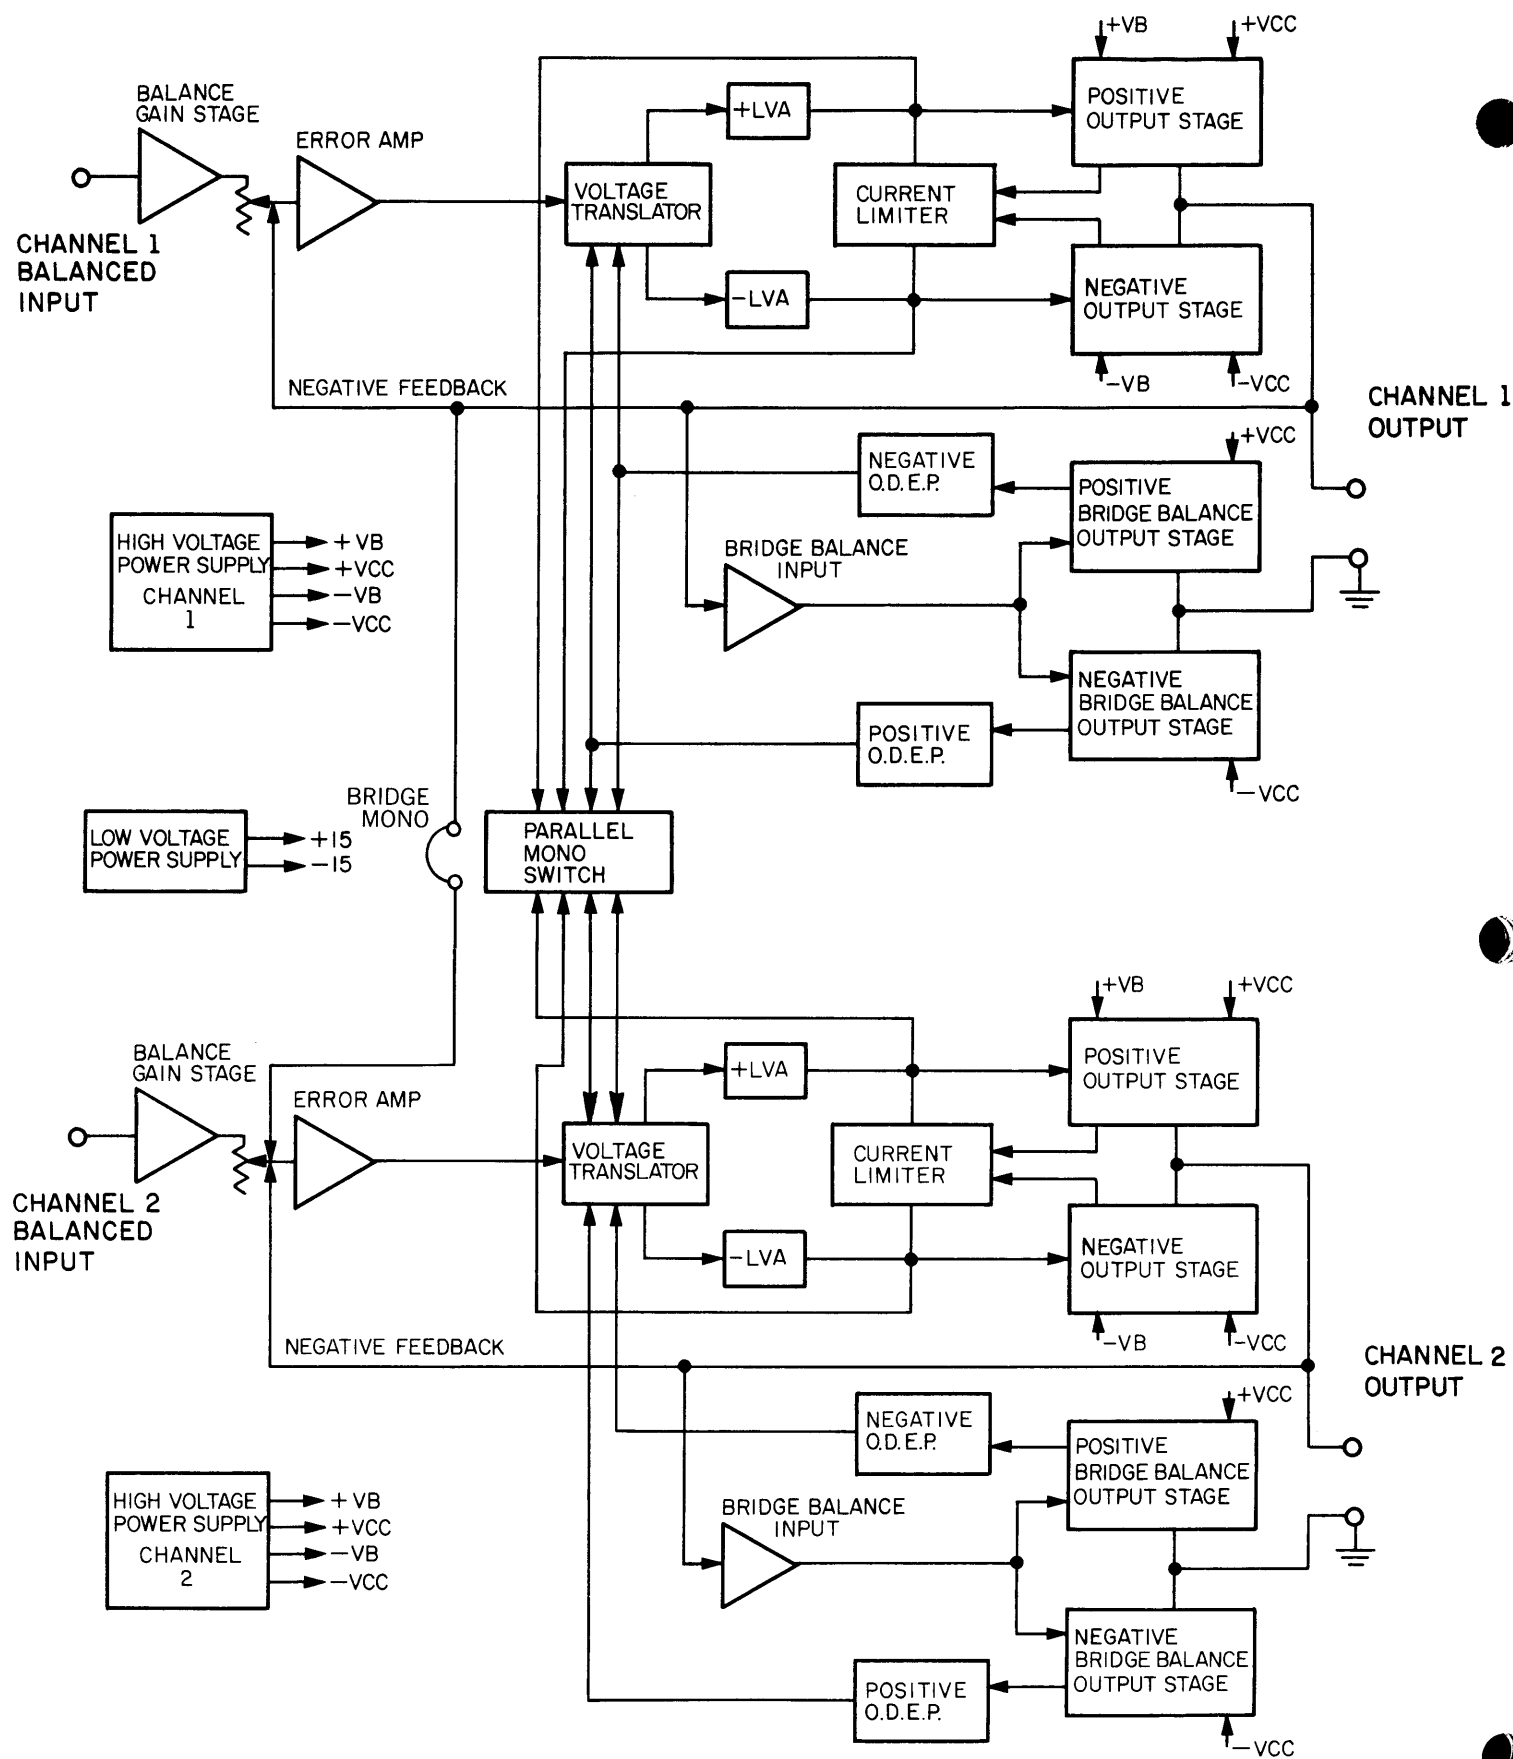 +VB
+VCC
BALANCE
GAIN STAGE
ERROR AMP
+LVA
POSITIVE
OUTPUT STAGE
VOLTAGE
TRANSLATOR
CURRENT
LIMITER
CHANNEL 1
BALANCED
INPUT
-LVA
NEGATIVE
OUTPUT STAGE
-VB
-VCC
NEGATIVE FEEDBACK
CHANNEL 1
OUTPUT
+VCC
NEGATIVE
O.D.E.P.
POSITIVE
BRIDGE BALANCE
OUTPUT STAGE
HIGH VOLTAGE
POWER SUPPLY
CHANNEL
1
+VB
+VCC
-VB
-VCC
BRIDGE BALANCE
INPUT
NEGATIVE
BRIDGE BALANCE
OUTPUT STAGE
POSITIVE
O.D.E.P.
-VCC
BRIDGE
MONO
LOW VOLTAGE
POWER SUPPLY
+15
-15
PARALLEL
MONO
SWITCH
+VB
+VCC
BALANCE
GAIN STAGE
ERROR AMP
+LVA
POSITIVE
OUTPUT STAGE
VOLTAGE
TRANSLATOR
CURRENT
LIMITER
CHANNEL 2
BALANCED
INPUT
-LVA
NEGATIVE
OUTPUT STAGE
-VB
-VCC
NEGATIVE FEEDBACK
CHANNEL 2
OUTPUT
+VCC
NEGATIVE
O.D.E.P.
POSITIVE
BRIDGE BALANCE
OUTPUT STAGE
HIGH VOLTAGE
POWER SUPPLY
CHANNEL
2
+VB
+VCC
-VB
-VCC
BRIDGE BALANCE
INPUT
NEGATIVE
BRIDGE BALANCE
OUTPUT STAGE
POSITIVE
O.D.E.P.
-VCC